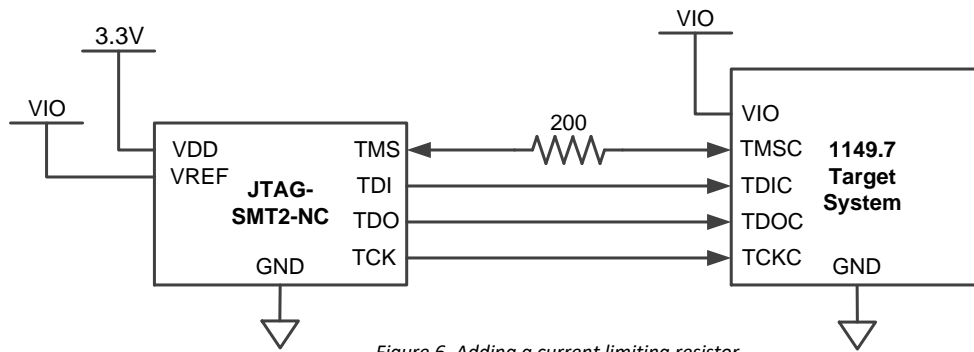 VIO
3.3V
VIO
VDD
VREF
JTAG-
SMT2-NC
GND
TMS
TDI
TDO
TCK
200
VIO
TMSC
TDIC
TDOC
TCKC
1149.7
Target
System
GND
Figure 6. Adding a current limiting resistor